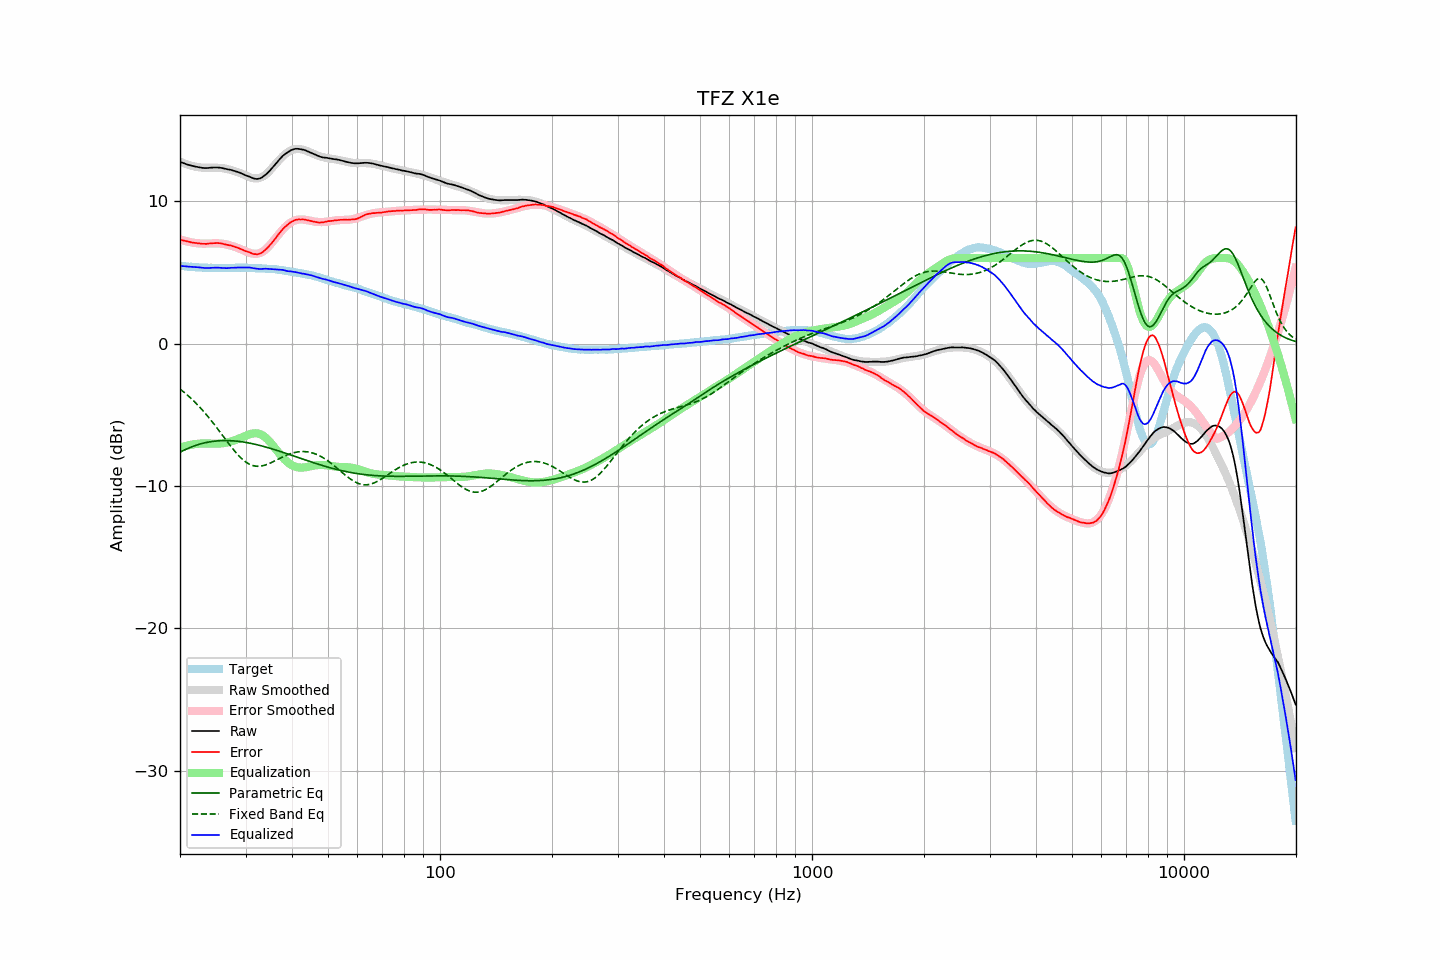 TFZ X1e
Amplitude (dBr)
10
0
−10
−20
−30
Target
Raw Smoothed
Error Smoothed
Raw
Error
Equalization
Parametric Eq
Fixed Band Eq
Equalized
100
1000
10000
Frequency (Hz)